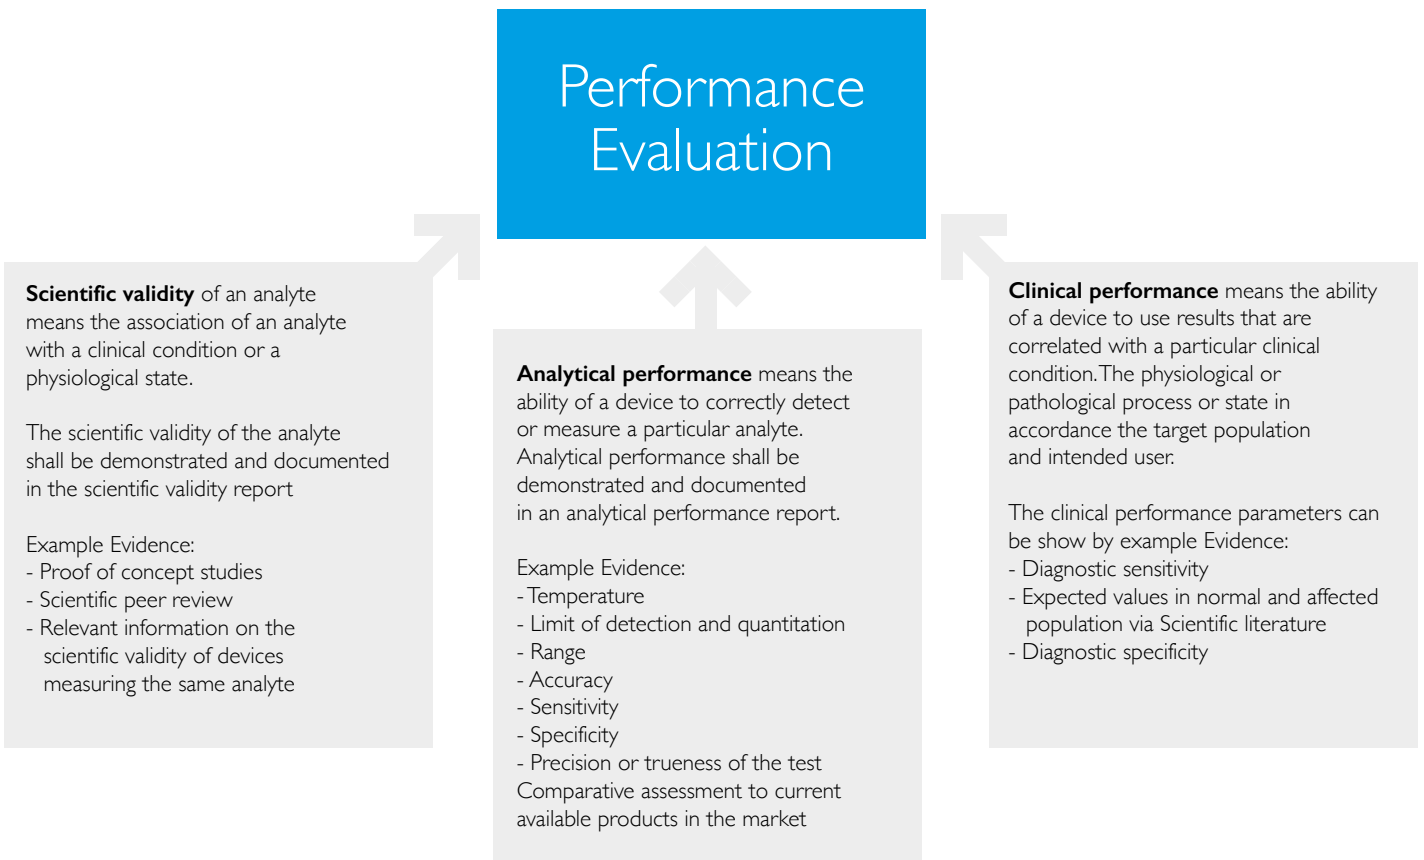 Performance
Evaluation
Scientific validity of an analyte
means the association of an analyte
with a clinical condition or a
physiological state.
The scientific validity of the analyte
shall be demonstrated and documented
in the scientific validity report
Example Evidence:
- Proof of concept studies
- Scientific peer review
- Relevant information on the
scientific validity of devices
measuring the same analyte
Analytical performance means the
ability of a device to correctly detect
or measure a particular analyte.
Analytical performance shall be
demonstrated and documented
in an analytical performance report.
Example Evidence:
- Temperature
- Limit of detection and quantitation
- Range
- Accuracy
- Sensitivity
- Specificity
- Precision or trueness of the test
Comparative assessment to current
available products in the market
Clinical performance means the ability
of a device to use results that are
correlated with a particular clinical
condition. The physiological or
pathological process or state in
accordance the target population
and intended user.
The clinical performance parameters can
be show by example Evidence:
- Diagnostic sensitivity
- Expected values in normal and affected
population via Scientific literature
- Diagnostic specificity